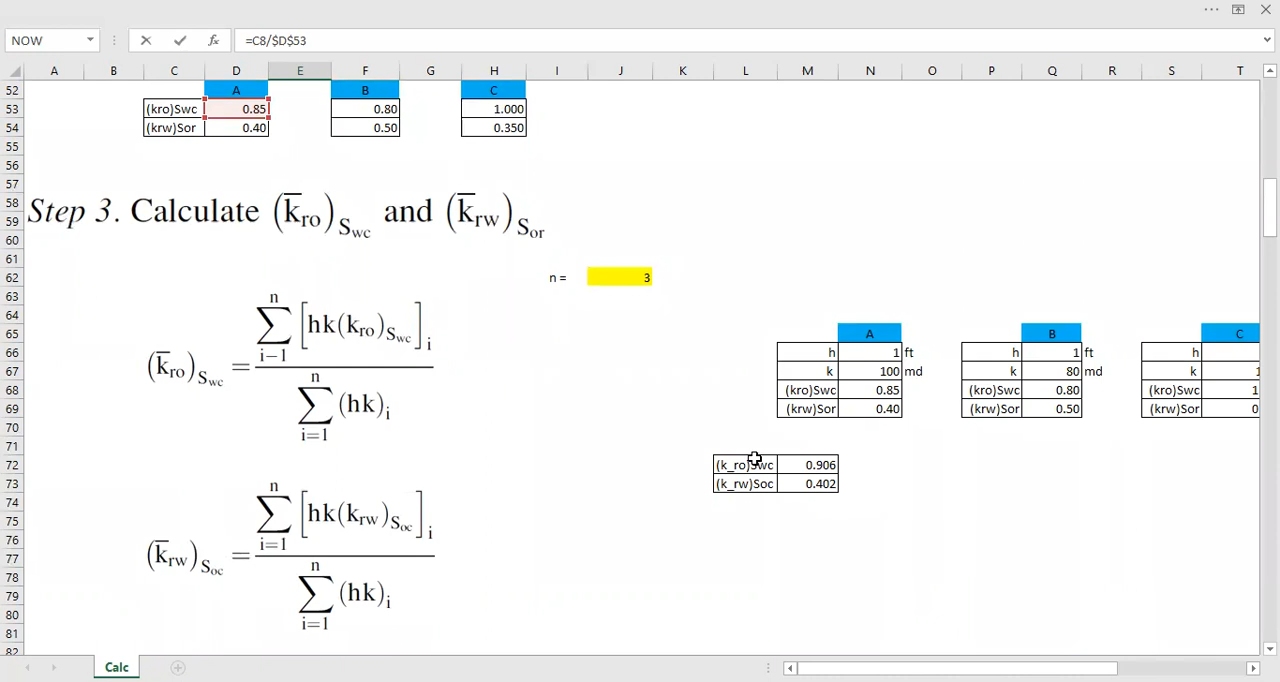 NOW =C8/$D$53
A B C D E F G H I J K L M N O P Q R S T
52 A B C
53 (kro)Swc 0.85 0.80 1.000
54 (krw)Sor 0.40 0.50 0.350
55
56
57
58 Step 3. Calculate (k̅ro)Swc and (k̅rw)Sor
59
60
61
62 n = 3
63
64
65 A B C
66 h 1 ft h 1 ft h
67 k 100 md k 80 md k 1
68 (kro)Swc 0.85 (kro)Swc 0.80 (kro)Swc 1
69 (krw)Sor 0.40 (krw)Sor 0.50 (krw)Sor 0
70
71
72 (k_ro)Swc 0.906
73 (k_rw)Soc 0.402
74
75
76
77
78
79
80
81
82
n
∑ [hk(kro)Swc]i
i−1
(k̅ro)Swc =
n
∑ (hk)i
i=1
n
∑ [hk(krw)Soc]i
i=1
(k̅rw)Soc =
n
∑ (hk)i
i=1
Calc